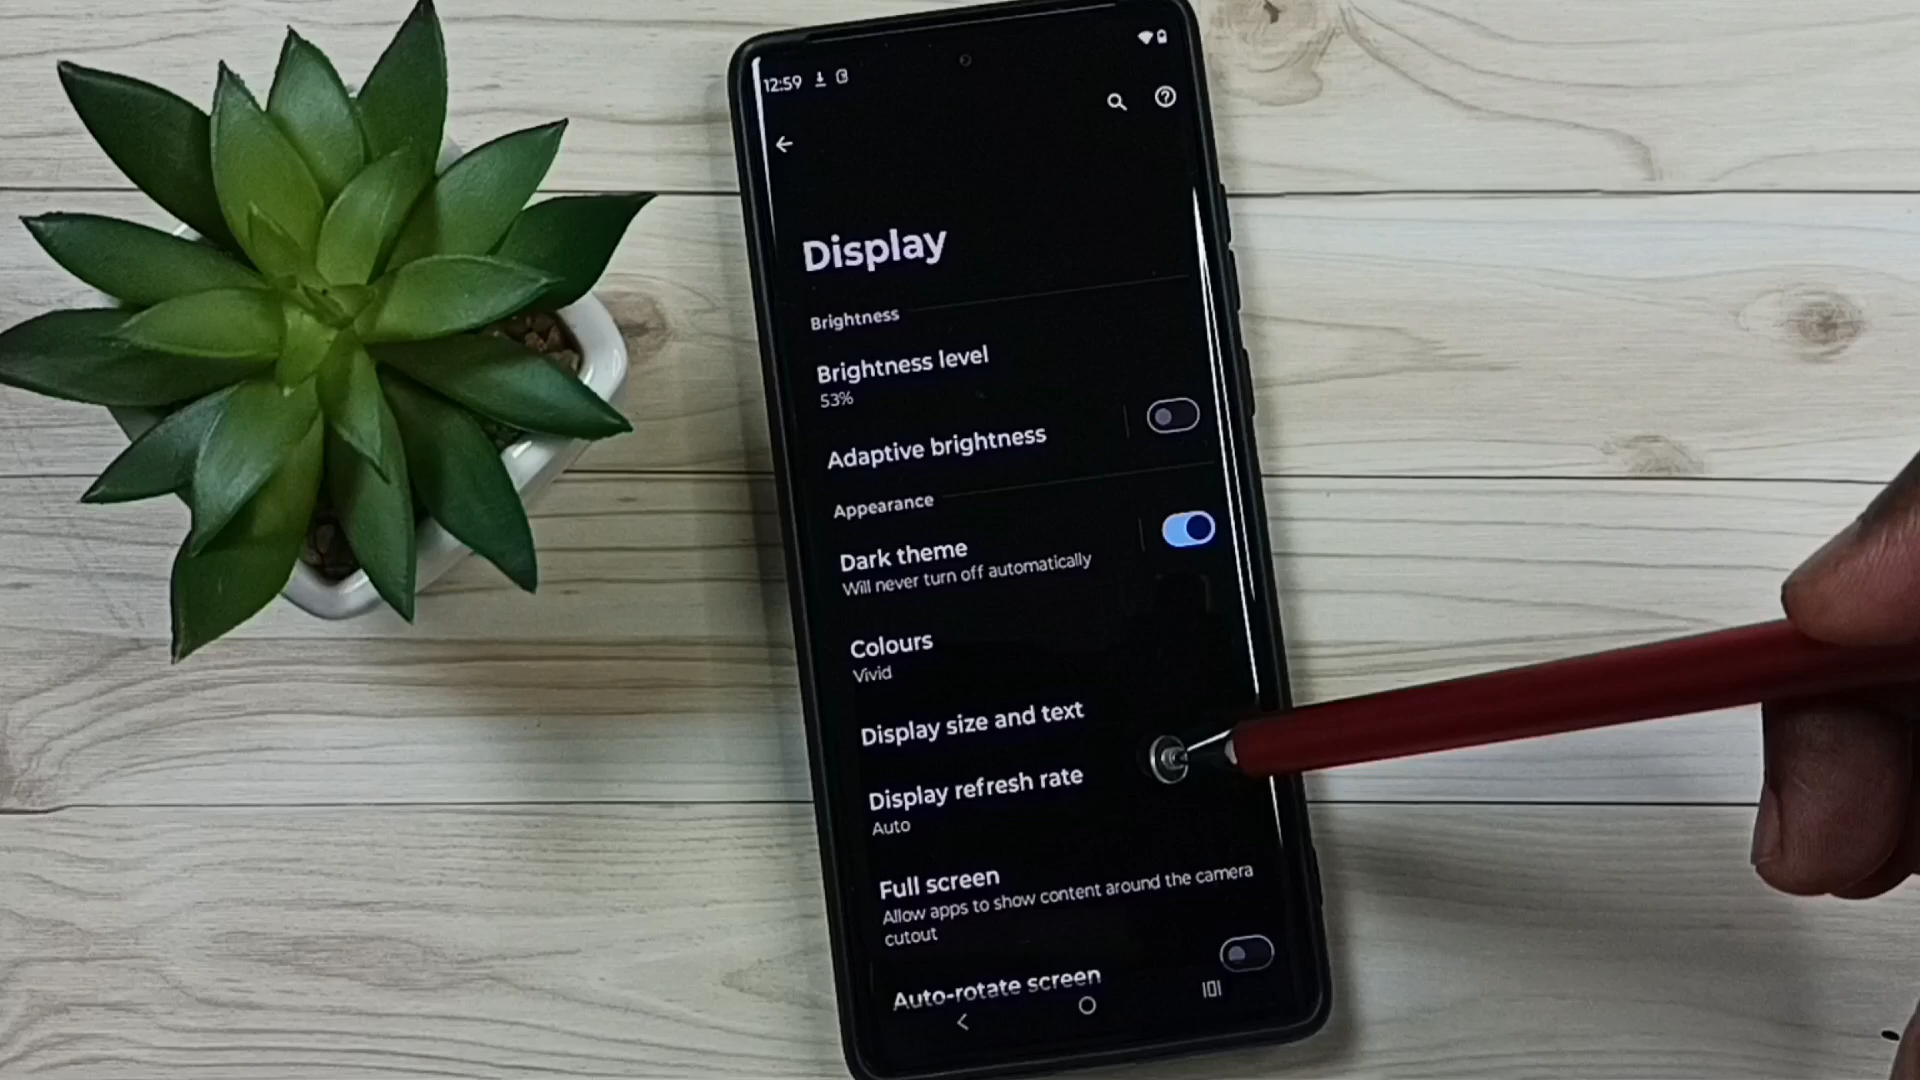 12:59
Display
Brightness
Brightness level
53%
Adaptive brightness
Appearance
Dark theme
Will never turn off automatically
Colours
Vivid
Display size and text
Display refresh rate
Auto
Full screen
Allow apps to show content around the camera
cutout
Auto-rotate screen